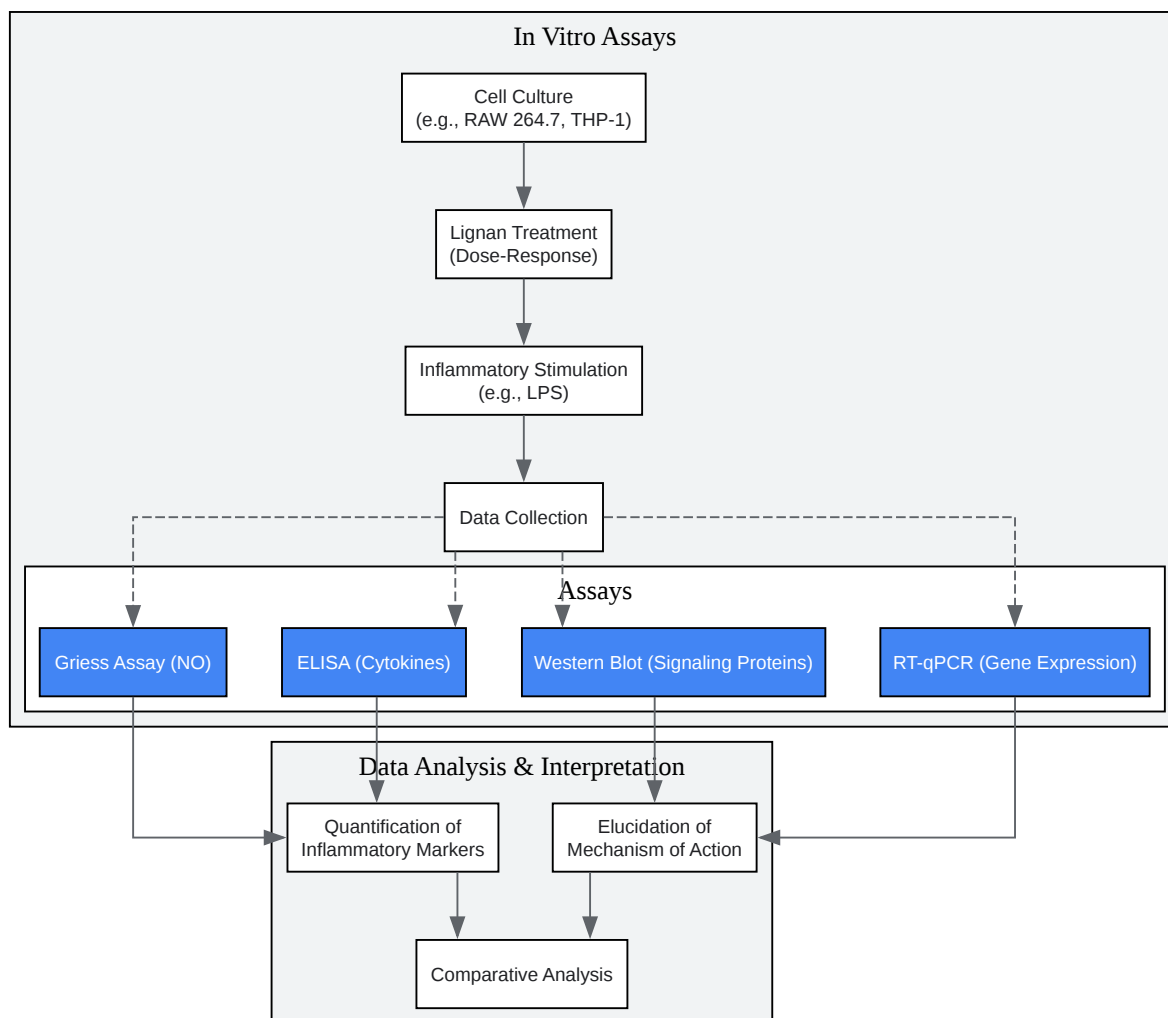 In Vitro Assays
Cell Culture
(e.g., RAW 264.7, THP-1)
Lignan Treatment
(Dose-Response)
Inflammatory Stimulation
(e.g., LPS)
Data Collection
Assays
Griess Assay (NO)
ELISA (Cytokines)
Western Blot (Signaling Proteins)
RT-qPCR (Gene Expression)
Data Analysis & Interpretation
Quantification of
Inflammatory Markers
Elucidation of
Mechanism of Action
Comparative Analysis